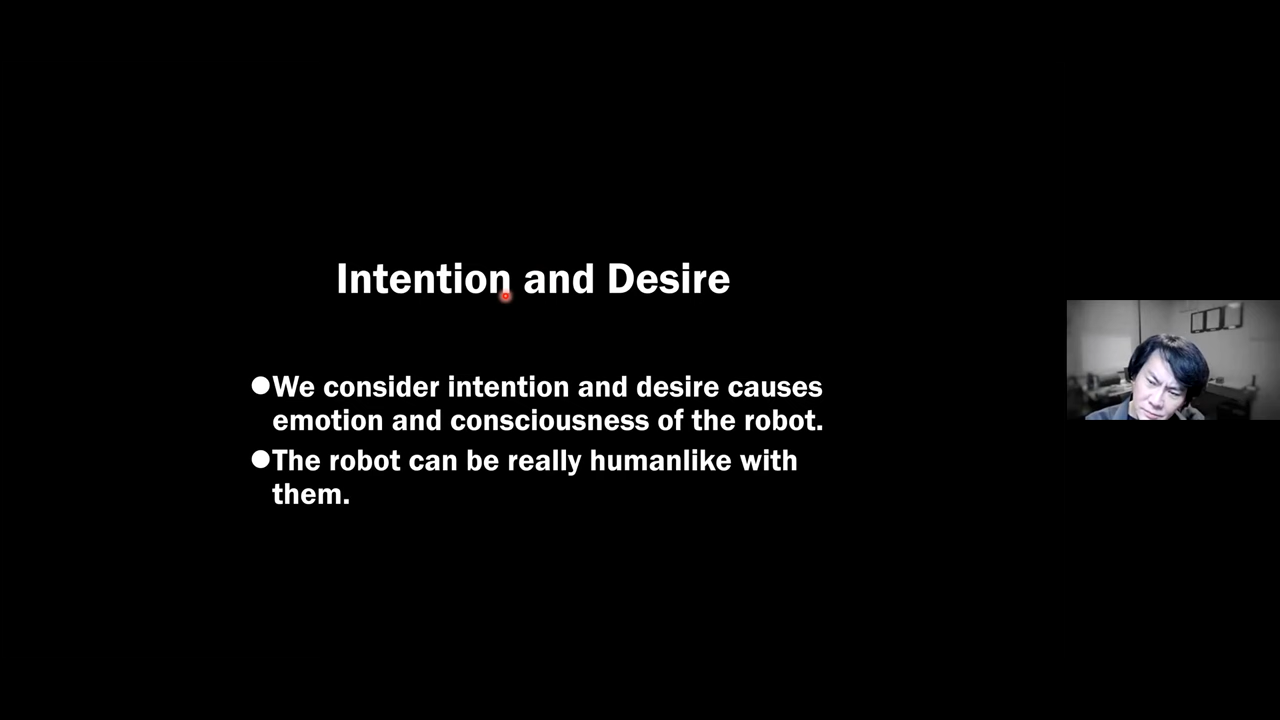 Intention and Desire
●We consider intention and desire causes
emotion and consciousness of the robot.
●The robot can be really humanlike with
them.